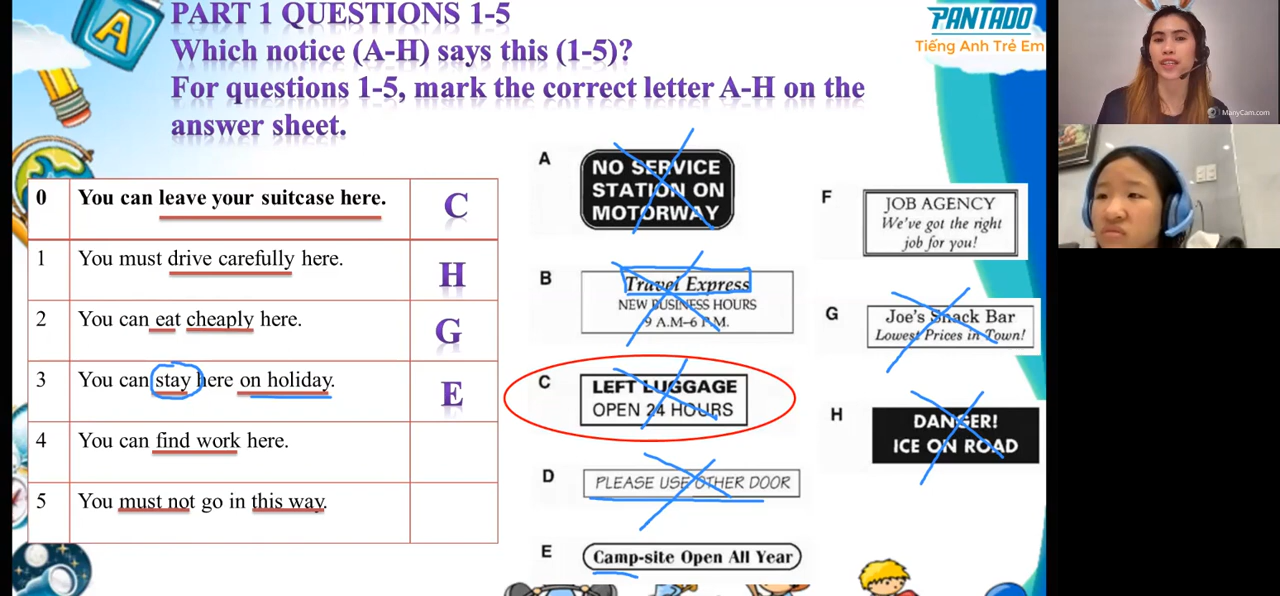 PART 1 QUESTIONS 1-5
Which notice (A-H) says this (1-5)?
For questions 1-5, mark the correct letter A-H on the
answer sheet.
A
PANTADO
Tiếng Anh Trẻ Em
ManyCam.com
0 You can leave your suitcase here. C
1 You must drive carefully here. H
2 You can eat cheaply here. G
3 You can stay here on holiday. E
4 You can find work here.
5 You must not go in this way.
A
NO SERVICE
STATION ON
MOTORWAY
B
Travel Express
NEW BUSINESS HOURS
9 A.M-6 P.M.
C
LEFT LUGGAGE
OPEN 24 HOURS
D
PLEASE USE OTHER DOOR
E
Camp-site Open All Year
F
JOB AGENCY
We've got the right
job for you!
G
Joe's Snack Bar
Lowest Prices in Town!
H
DANGER!
ICE ON ROAD